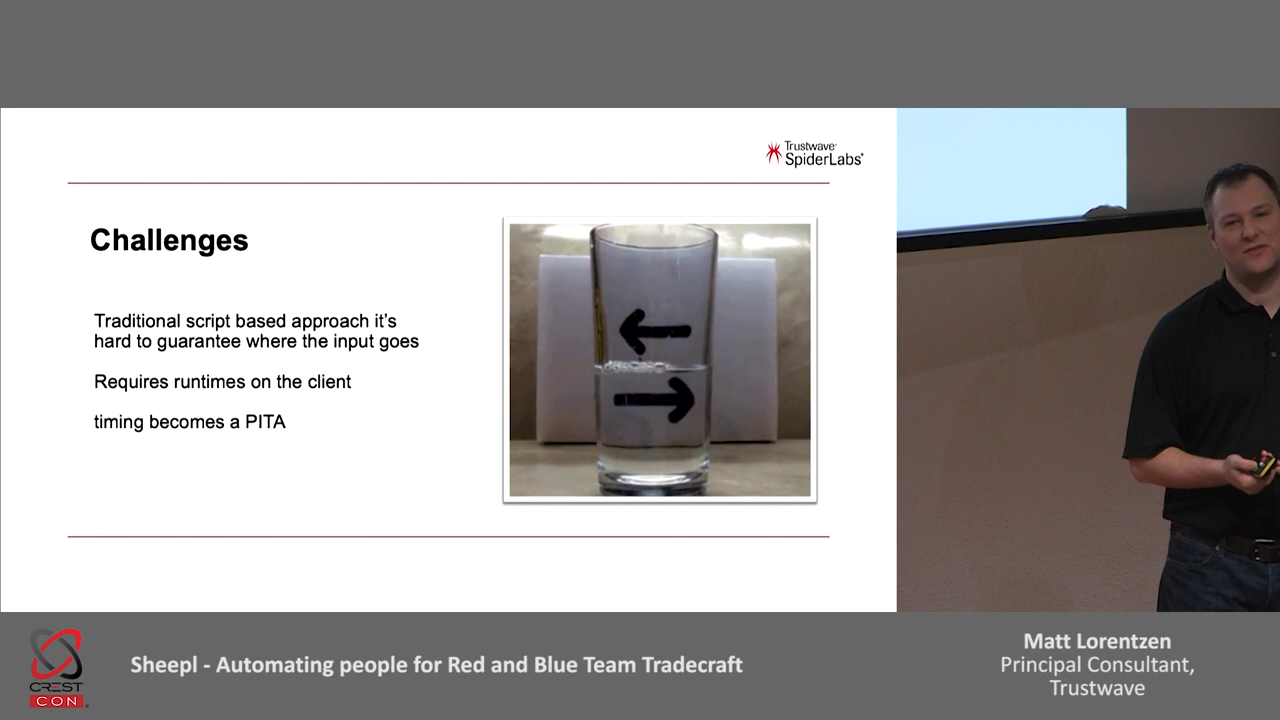 Trustwave
SpiderLabs
Challenges
Traditional script based approach it's
hard to guarantee where the input goes
Requires runtimes on the client
timing becomes a PITA
CREST
CON
Sheepl - Automating people for Red and Blue Team Tradecraft
Matt Lorentzen
Principal Consultant,
Trustwave